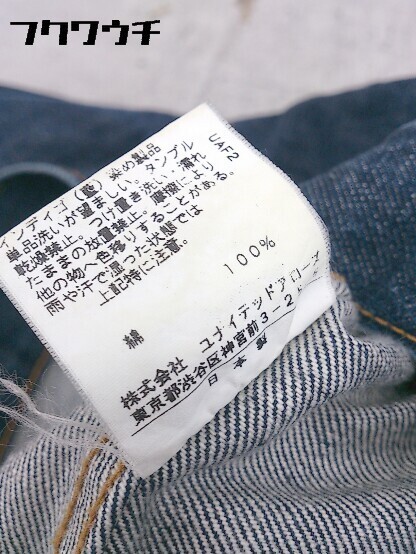 フクワウチ
UAF2
インディゴ(藍)染め製品
単品洗いが望ましい。タンブル
乾燥禁止。つけ置き洗い・濡れ
たままの放置禁止。摩擦により
他の物へ色移りすることがある。
雨や汗で湿った状態では
上記特に注意。
綿 100%
株式会社 ユナイテッドアローズ
東京都渋谷区神宮前3-2
日本製